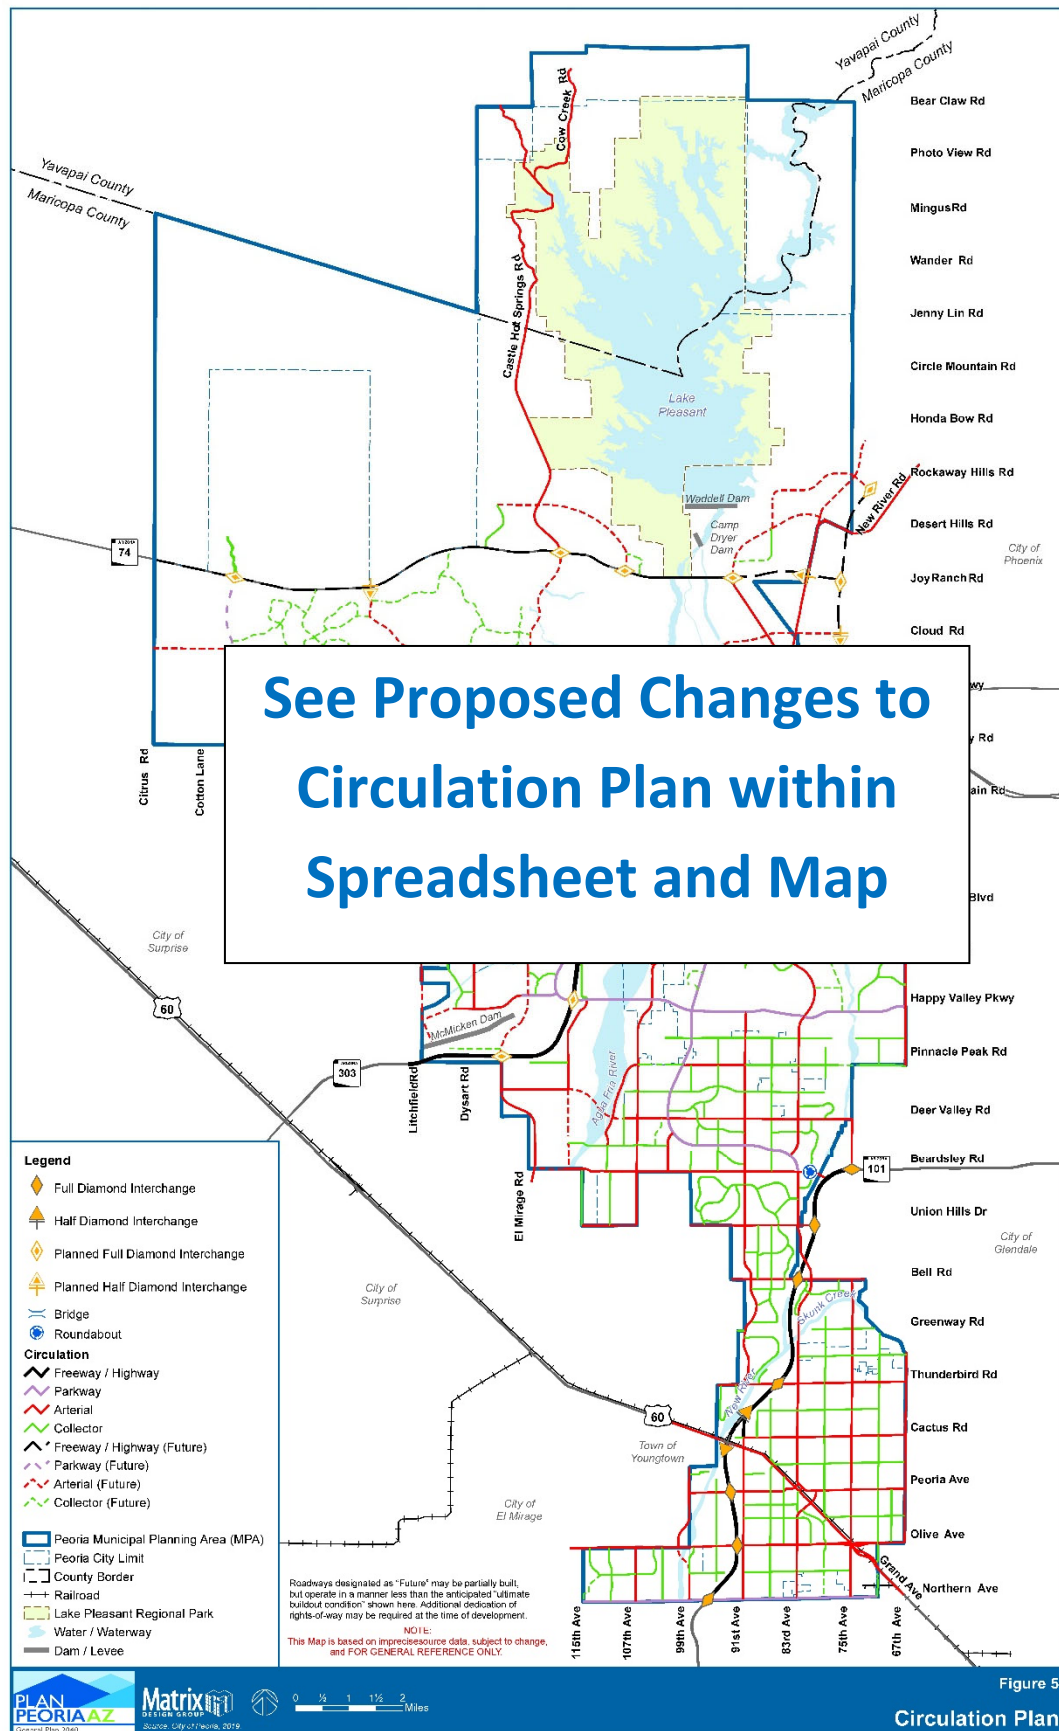 Yavapai County
Maricopa County
Cow Creek Rd
Bear Claw Rd
Photo View Rd
Yavapai County
Maricopa County
MingusRd
Wander Rd
Castle Hot Springs Rd
Jenny Lin Rd
Circle Mountain Rd
Lake
Pleasant
Honda Bow Rd
Rockaway Hills Rd
New River Rd
Waddell Dam
Camp
Dryer
Dam
Desert Hills Rd
City of
Phoenix
ARIZONA
74
JoyRanchRd
Cloud Rd
See Proposed Changes to
Circulation Plan within
Spreadsheet and Map
wy
y Rd
ain Rd
Blvd
Citrus Rd
Cotton Lane
City of
Surprise
60
Happy Valley Pkwy
McMicken Dam
Pinnacle Peak Rd
ARIZONA
303
LitchfieldRd
Dysart Rd
Agua Fria River
Deer Valley Rd
Beardsley Rd
ARIZONA
101
El Mirage Rd
Union Hills Dr
City of
Glendale
Bell Rd
City of
Surprise
Skunk Creek
Greenway Rd
Thunderbird Rd
New River
60
Town of
Youngtown
Cactus Rd
Peoria Ave
City of
El Mirage
Olive Ave
Grand Ave
Northern Ave
115th Ave
107th Ave
99th Ave
91st Ave
83rd Ave
75th Ave
67th Ave
Legend
Full Diamond Interchange
Half Diamond Interchange
Planned Full Diamond Interchange
Planned Half Diamond Interchange
Bridge
Roundabout
Circulation
Freeway / Highway
Parkway
Arterial
Collector
Freeway / Highway (Future)
Parkway (Future)
Arterial (Future)
Collector (Future)
Peoria Municipal Planning Area (MPA)
Peoria City Limit
County Border
Railroad
Lake Pleasant Regional Park
Water / Waterway
Dam / Levee
Roadways designated as "Future" may be partially built,
but operate in a manner less than the anticipated "ultimate
buildout condition" shown here. Additional dedication of
rights-of-way may be required at the time of development.
NOTE:
This Map is based on imprecisesource data, subject to change,
and FOR GENERAL REFERENCE ONLY.
PLAN
PEORIAAZ
General Plan 2040
Matrix
DESIGN GROUP
Source: City of Peoria, 2019.
0 ½ 1 1½ 2
Miles
Figure 5-
Circulation Plan